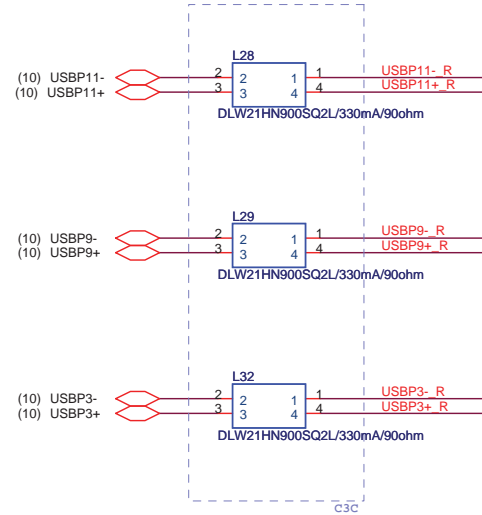 L28
(10) USBP11- 2 2 1 1 USBP11-_R
(10) USBP11+ 3 3 4 4 USBP11+_R
DLW21HN900SQ2L/330mA/90ohm
L29
(10) USBP9- 2 2 1 1 USBP9-_R
(10) USBP9+ 3 3 4 4 USBP9+_R
DLW21HN900SQ2L/330mA/90ohm
L32
(10) USBP3- 2 2 1 1 USBP3-_R
(10) USBP3+ 3 3 4 4 USBP3+_R
DLW21HN900SQ2L/330mA/90ohm
C3C